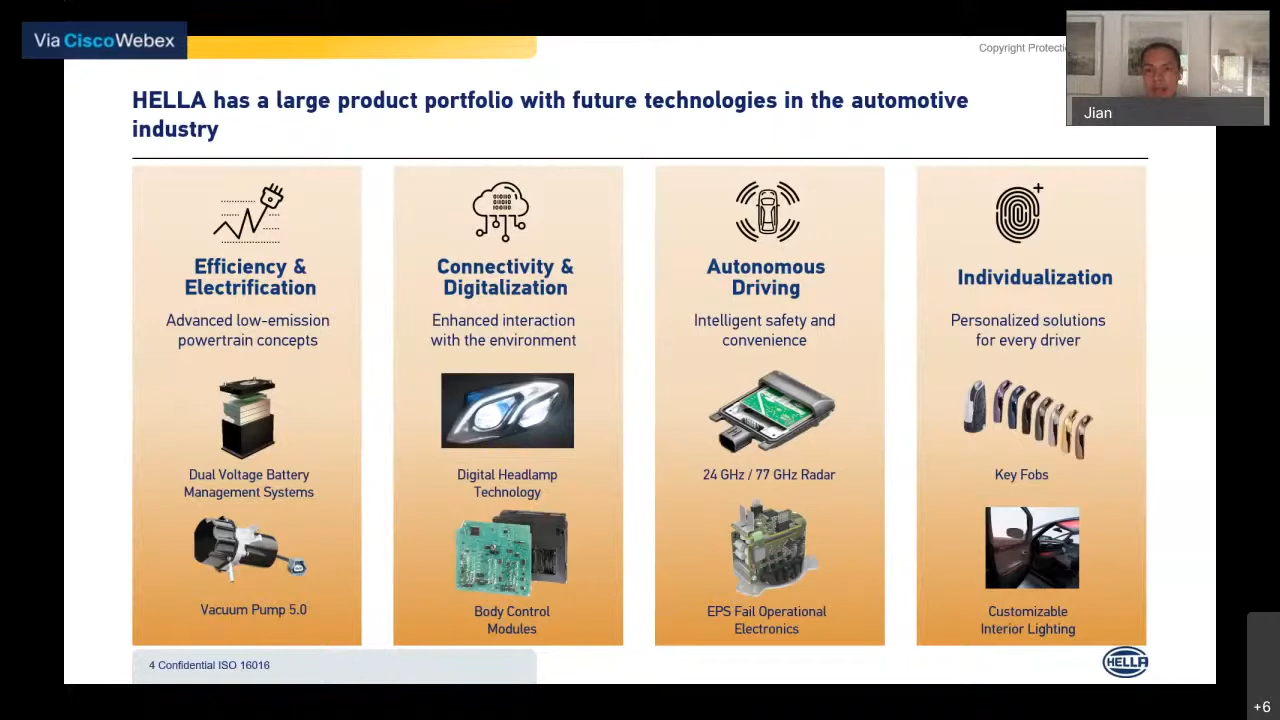 Via CiscoWebex
Copyright Protecti
Jian
HELLA has a large product portfolio with future technologies in the automotive
industry
Efficiency &
Electrification
Advanced low-emission
powertrain concepts
Dual Voltage Battery
Management Systems
Vacuum Pump 5.0
Connectivity &
Digitalization
Enhanced interaction
with the environment
Digital Headlamp
Technology
Body Control
Modules
Autonomous
Driving
Intelligent safety and
convenience
24 GHz / 77 GHz Radar
EPS Fail Operational
Electronics
Individualization
Personalized solutions
for every driver
Key Fobs
Customizable
Interior Lighting
4 Confidential ISO 16016
HELLA
+6